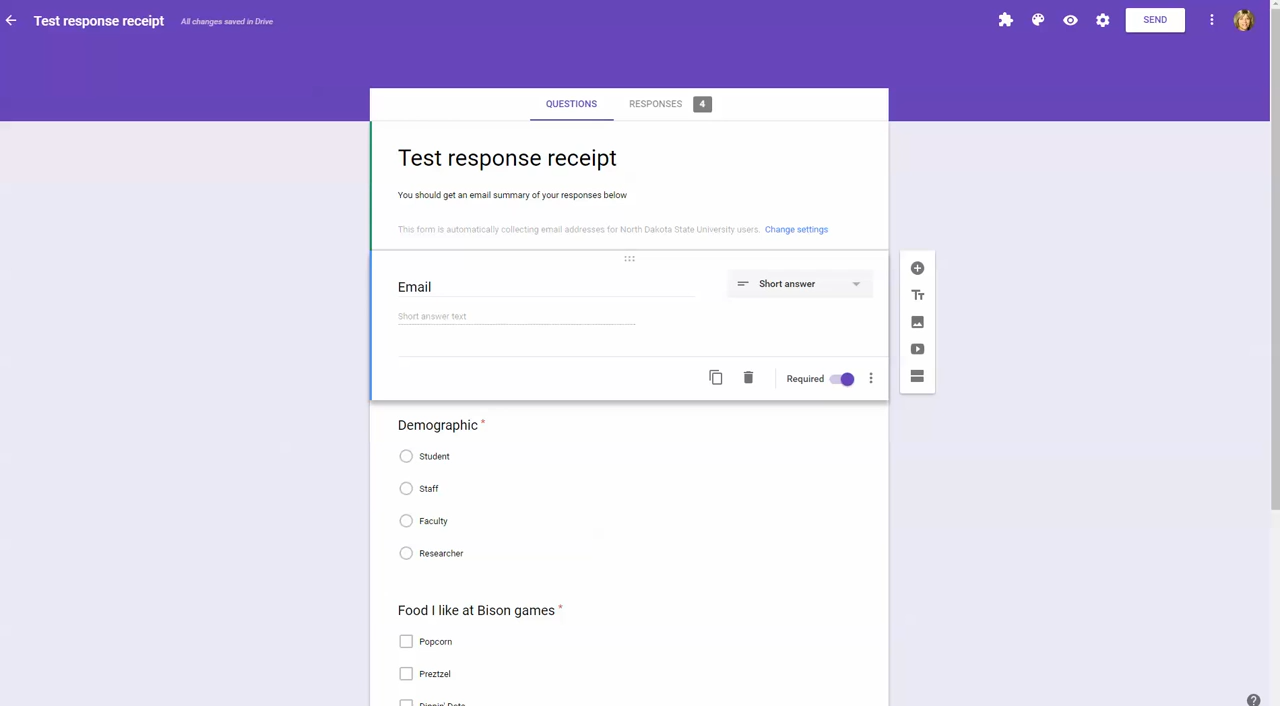 Test response receipt All changes saved in Drive SEND
QUESTIONS RESPONSES 4
Test response receipt
You should get an email summary of your responses below
This form is automatically collecting email addresses for North Dakota State University users. Change settings
Email Short answer
Short answer text
Required
Demographic *
Student
Staff
Faculty
Researcher
Food I like at Bison games *
Popcorn
Preztzel
Dippin' Dots